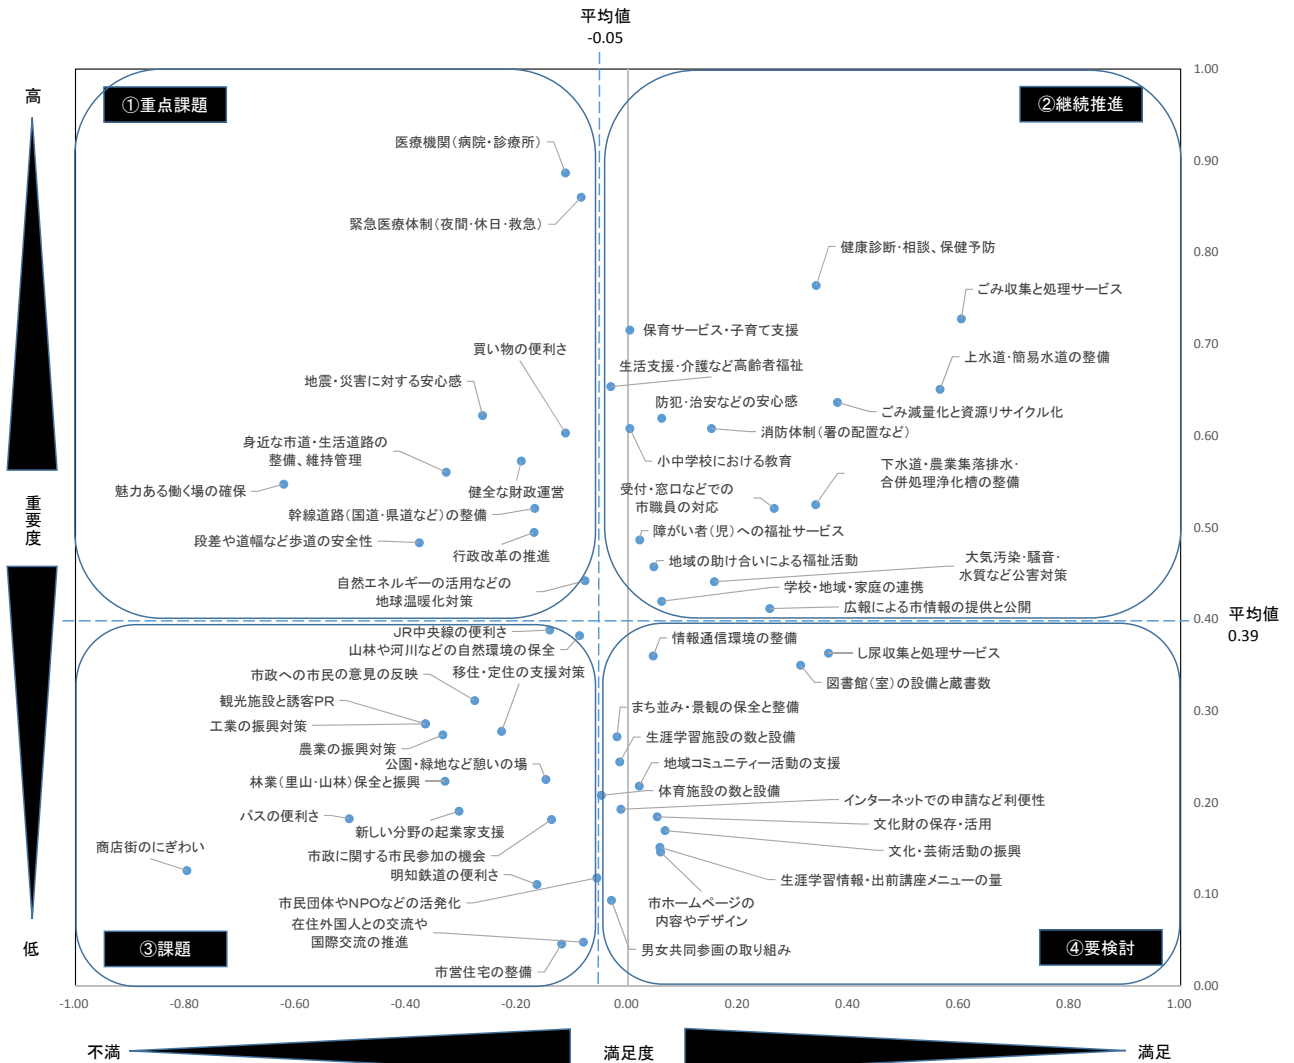 平均値
-0.05
①重点課題
②継続推進
高
1.00
医療機関(病院・診療所)
0.90
緊急医療体制(夜間・休日・救急)
健康診断・相談、保健予防
0.80
ごみ収集と処理サービス
保育サービス・子育て支援
0.70
買い物の便利さ
上水道・簡易水道の整備
生活支援・介護など高齢者福祉
地震・災害に対する安心感
防犯・治安などの安心感
ごみ減量化と資源リサイクル化
0.60
消防体制(署の配置など)
身近な市道・生活道路の
整備、維持管理
小中学校における教育
下水道・農業集落排水・
合併処理浄化槽の整備
魅力ある働く場の確保
健全な財政運営
受付・窓口などでの
市職員の対応
重要度
幹線道路(国道・県道など)の整備
0.50
段差や道幅など歩道の安全性
障がい者(児)への福祉サービス
行政改革の推進
地域の助け合いによる福祉活動
大気汚染・騒音・
水質など公害対策
自然エネルギーの活用などの
地球温暖化対策
学校・地域・家庭の連携
広報による市情報の提供と公開
0.40
平均値
0.39
JR中央線の便利さ
山林や河川などの自然環境の保全
情報通信環境の整備
し尿収集と処理サービス
市政への市民の意見の反映
移住・定住の支援対策
図書館(室)の設備と蔵書数
観光施設と誘客PR
まち並み・景観の保全と整備
0.30
工業の振興対策
農業の振興対策
生涯学習施設の数と設備
公園・緑地など憩いの場
地域コミュニティー活動の支援
林業(里山・山林)保全と振興
体育施設の数と設備
インターネットでの申請など利便性
0.20
バスの便利さ
新しい分野の起業家支援
文化財の保存・活用
商店街のにぎわい
市政に関する市民参加の機会
文化・芸術活動の振興
明知鉄道の便利さ
生涯学習情報・出前講座メニューの量
市民団体やNPOなどの活発化
市ホームページの
内容やデザイン
0.10
在住外国人との交流や
国際交流の推進
男女共同参画の取り組み
低
③課題
④要検討
市営住宅の整備
0.00
-1.00 -0.80 -0.60 -0.40 -0.20 0.00 0.20 0.40 0.60 0.80 1.00
不満 満足度 満足